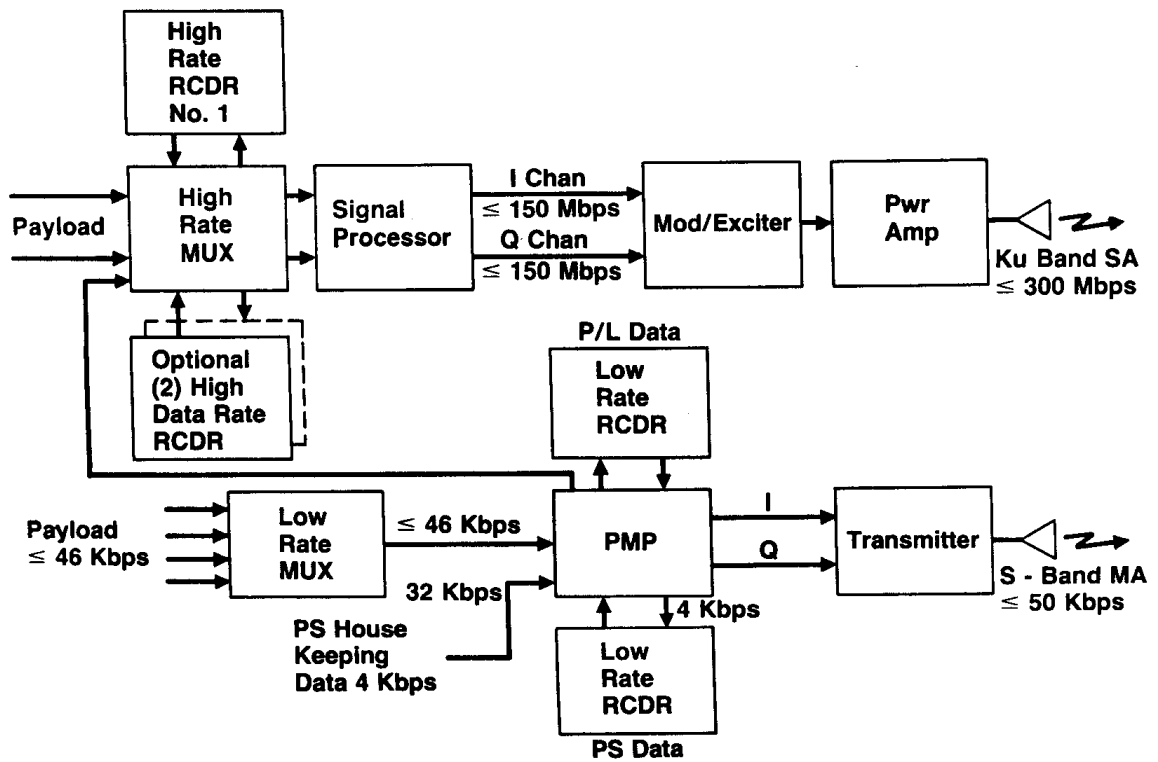 High
Rate
RCDR
No. 1
Payload
High
Rate
MUX
Signal
Processor
I Chan
≤ 150 Mbps
Q Chan
≤ 150 Mbps
Mod/Exciter
Pwr
Amp
Ku Band SA
≤ 300 Mbps
Optional
(2) High
Data Rate
RCDR
P/L Data
Low
Rate
RCDR
Payload
≤ 46 Kbps
Low
Rate
MUX
≤ 46 Kbps
32 Kbps
PS House
Keeping
Data 4 Kbps
PMP
I
Q
Transmitter
S - Band MA
≤ 50 Kbps
4 Kbps
Low
Rate
RCDR
PS Data